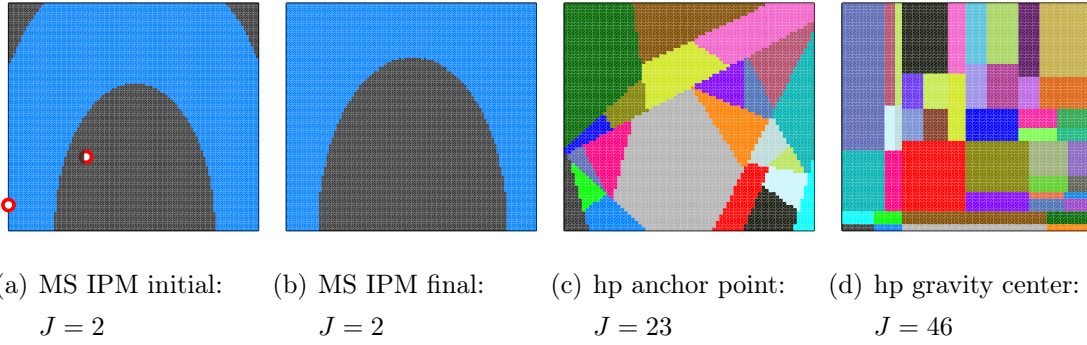 a) MS IPM initial:
J = 2
(b) MS IPM final:
J = 2
(c) hp anchor point:
J = 23
(d) hp gravity center:
J = 46